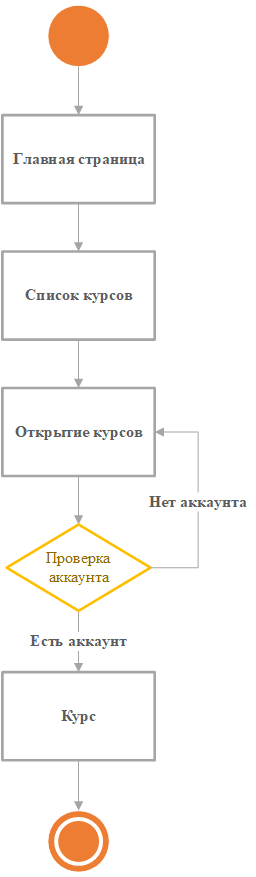 Главная страница
Список курсов
Открытие курсов
Нет аккаунта
Проверка
аккаунта
Есть аккаунт
Курс